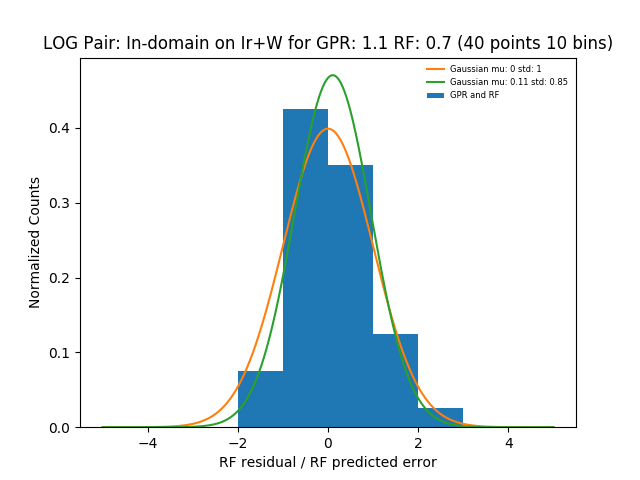 LOG Pair: In-domain on Ir+W for GPR: 1.1 RF: 0.7 (40 points 10 bins)
Gaussian mu: 0 std: 1
Gaussian mu: 0.11 std: 0.85
GPR and RF
Normalized Counts
0.4
0.3
0.2
0.1
0.0
−4
−2
0
2
4
RF residual / RF predicted error